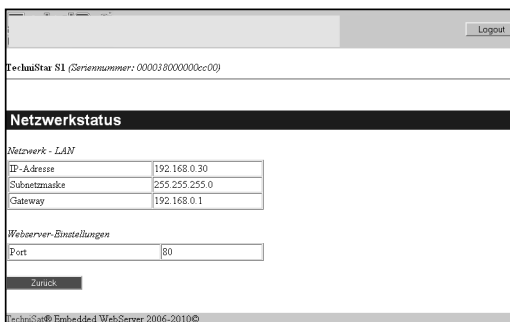 Logout
TechniStar S1 (Seriennummer: 000038000000cc00)
Netzwerkstatus
Netzwerk - LAN
IP-Adresse 192.168.0.30
Subnetzmaske 255.255.255.0
Gateway 192.168.0.1
Webserver-Einstellungen
Port 80
Zurück
TechniSat® Embedded WebServer 2006-2010©